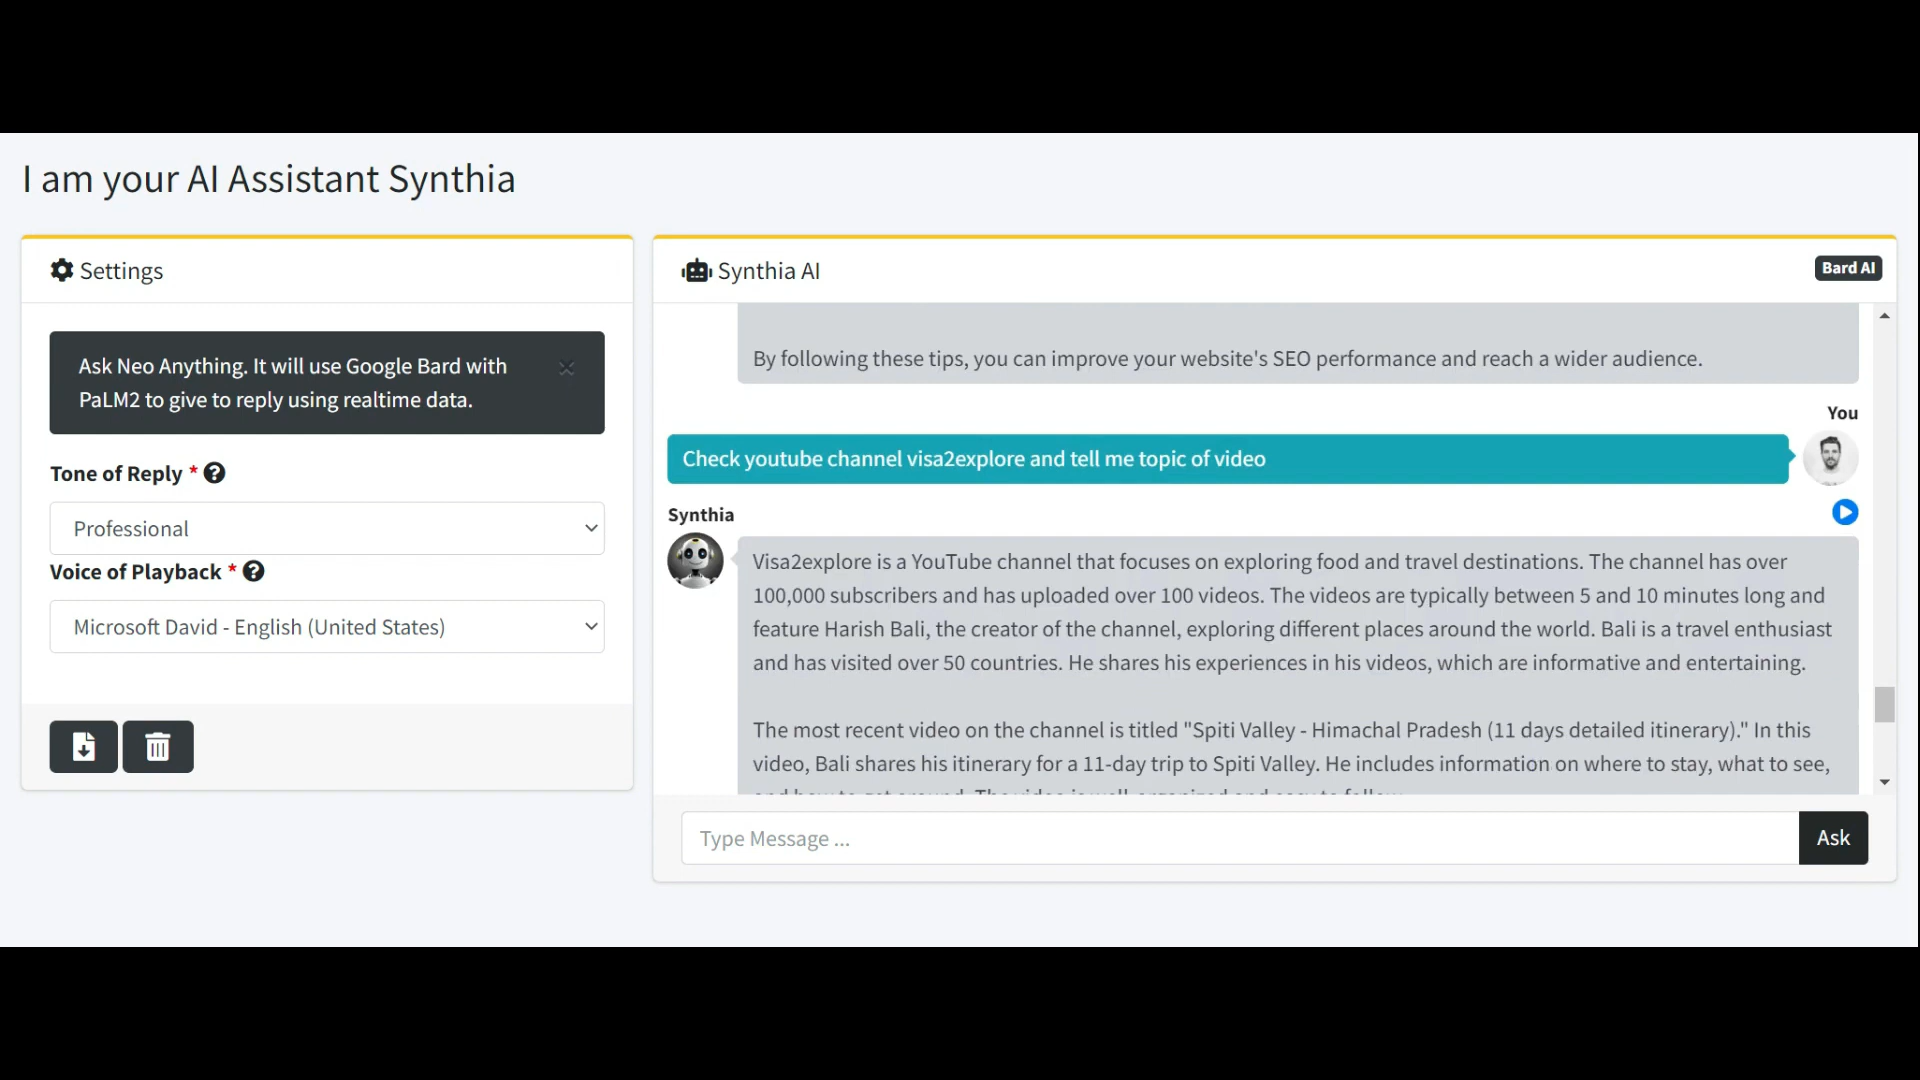 I am your AI Assistant Synthia
Settings
Ask Neo Anything. It will use Google Bard with
PaLM2 to give to reply using realtime data.
×
Tone of Reply *
Professional
Voice of Playback *
Microsoft David - English (United States)
Synthia AI
Bard AI
By following these tips, you can improve your website's SEO performance and reach a wider audience.
You
Check youtube channel visa2explore and tell me topic of video
Synthia
Visa2explore is a YouTube channel that focuses on exploring food and travel destinations. The channel has over
100,000 subscribers and has uploaded over 100 videos. The videos are typically between 5 and 10 minutes long and
feature Harish Bali, the creator of the channel, exploring different places around the world. Bali is a travel enthusiast
and has visited over 50 countries. He shares his experiences in his videos, which are informative and entertaining.
The most recent video on the channel is titled "Spiti Valley - Himachal Pradesh (11 days detailed itinerary)." In this
video, Bali shares his itinerary for a 11-day trip to Spiti Valley. He includes information on where to stay, what to see,
Type Message ...
Ask